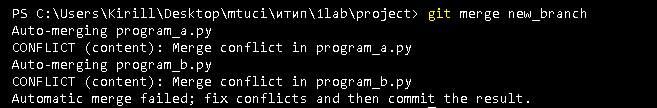 PS C:\Users\Kirill\Desktop\mtuci\итип\1lab\project> git merge new_branch
Auto-merging program_a.py
CONFLICT (content): Merge conflict in program_a.py
Auto-merging program_b.py
CONFLICT (content): Merge conflict in program_b.py
Automatic merge failed; fix conflicts and then commit the result.